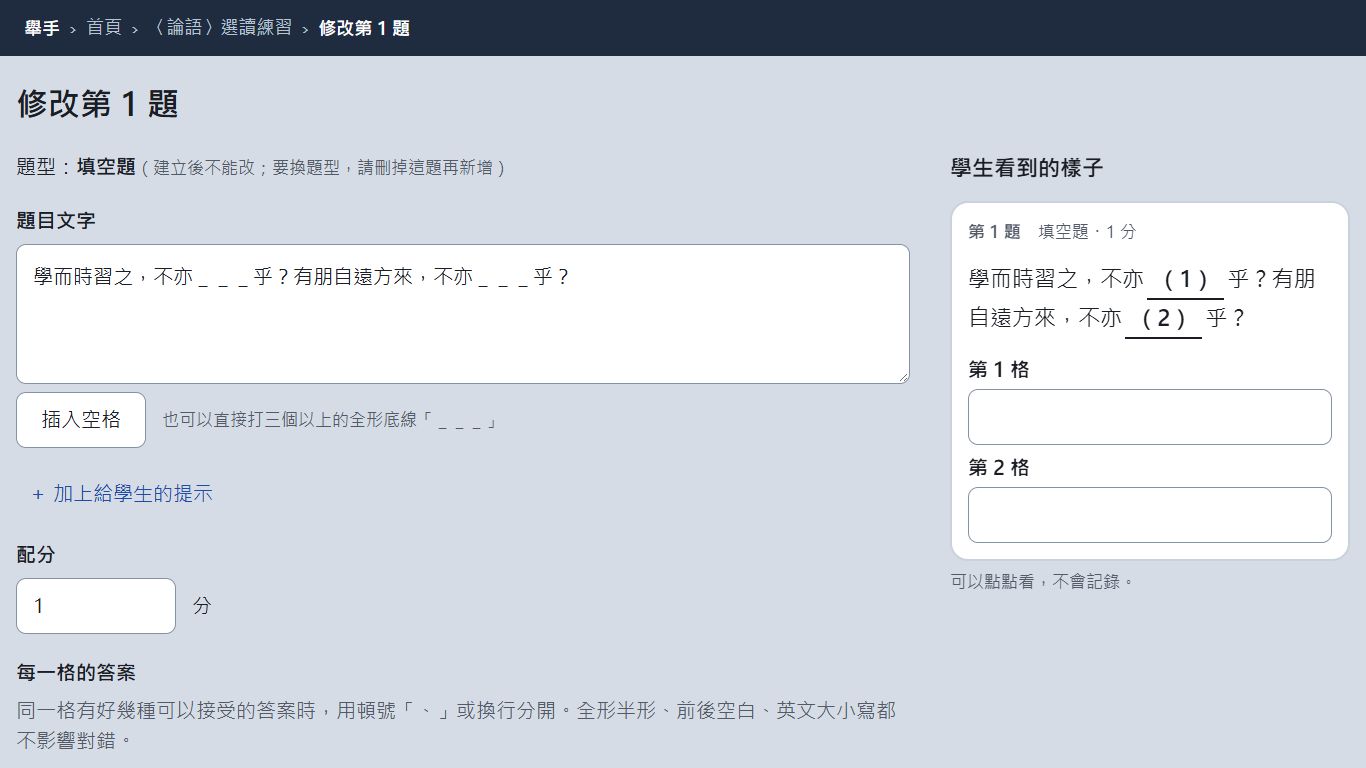 舉手 › 首頁 › 〈論語〉選讀練習 › 修改第 1 題
修改第 1 題
題型：填空題（建立後不能改；要換題型，請刪掉這題再新增）
題目文字
學而時習之，不亦＿＿＿乎？有朋自遠方來，不亦＿＿＿乎？
插入空格 也可以直接打三個以上的全形底線「＿＿＿」
+ 加上給學生的提示
配分
1 分
每一格的答案
同一格有好幾種可以接受的答案時，用頓號「、」或換行分開。全形半形、前後空白、英文大小寫都
不影響對錯。
學生看到的樣子
第 1 題 填空題 · 1 分
學而時習之，不亦（1）乎？有朋
自遠方來，不亦（2）乎？
第 1 格
第 2 格
可以點點看，不會記錄。